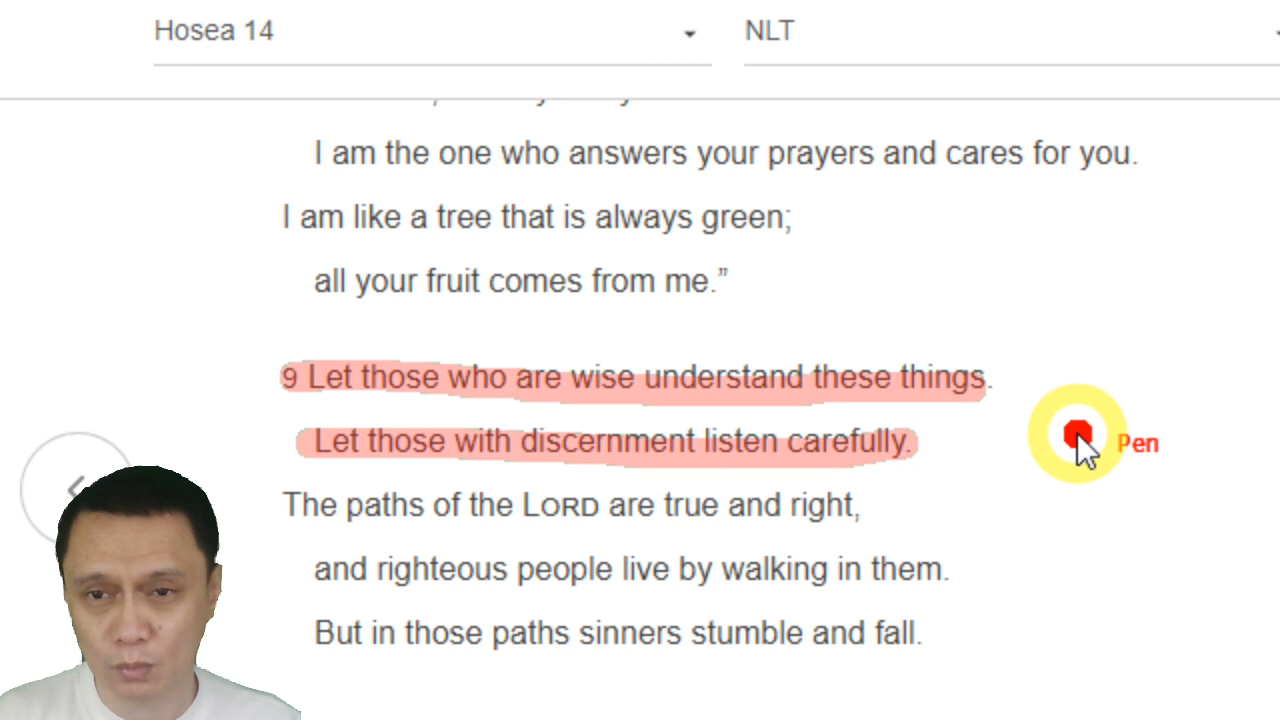 Hosea 14
NLT
I am the one who answers your prayers and cares for you.
I am like a tree that is always green;
all your fruit comes from me.”
9 Let those who are wise understand these things.
Let those with discernment listen carefully.
Pen
The paths of the LORD are true and right,
and righteous people live by walking in them.
But in those paths sinners stumble and fall.